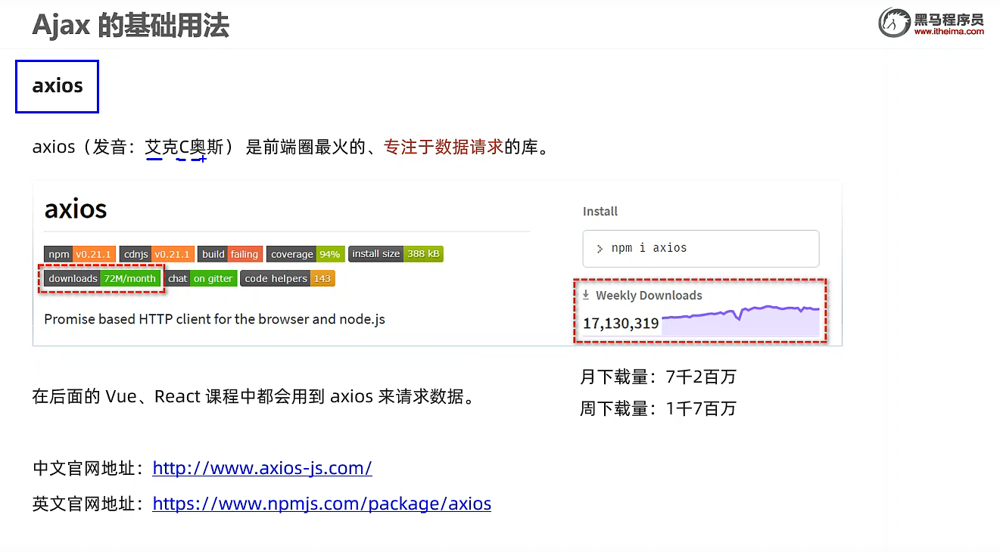 Ajax 的基础用法
黑马程序员
www.itheima.com
axios
axios（发音：艾克C奥斯） 是前端圈最火的、专注于数据请求的库。
axios
npm v0.21.1 cdnjs v0.21.1 build failing coverage 94% install size 388 kB
downloads 72M/month chat on gitter code helpers 143
Promise based HTTP client for the browser and node.js
Install
> npm i axios
Weekly Downloads
17,130,319
月下载量：7千2百万
周下载量：1千7百万
在后面的 Vue、React 课程中都会用到 axios 来请求数据。
中文官网地址：http://www.axios-js.com/
英文官网地址：https://www.npmjs.com/package/axios